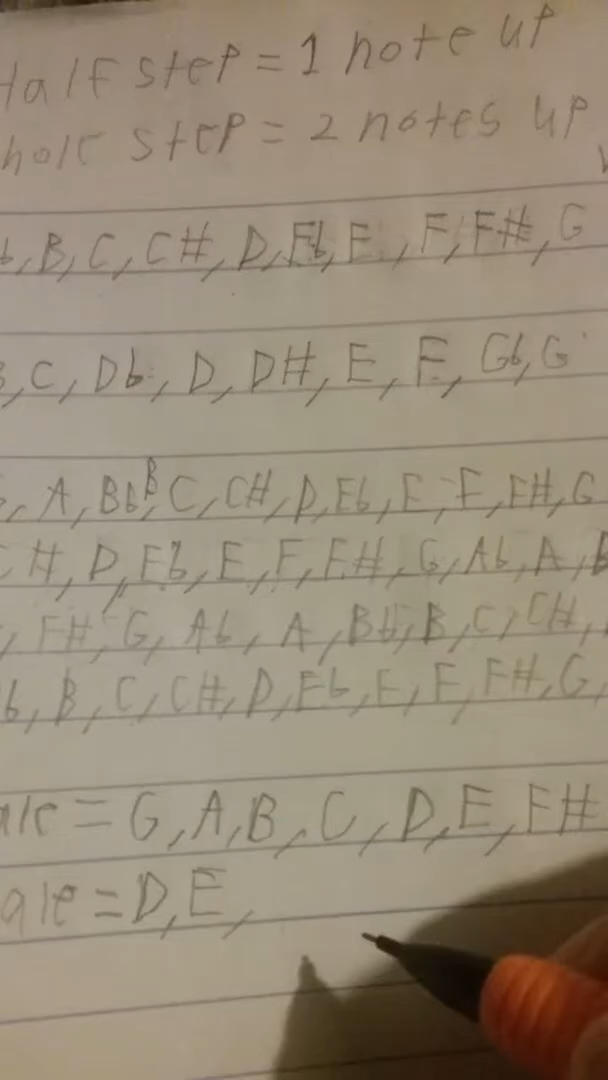 Half step = 1 note up
hole step = 2 notes up
b, B, C, C#, D, Eb, E, F, F#, G
B, C, Db, D, D#, E, F, Gb, G
, A, Bb, B, C, C#, D, Eb, E, F, F#, G
C#, D, Eb, E, F, F#, G, Ab, A, B
, F#, G, Ab, A, B#, B, C, C#,
b, B, C, C#, D, Eb, E, F, F#, G,
ale = G, A, B, C, D, E, F#
ale = D, E,